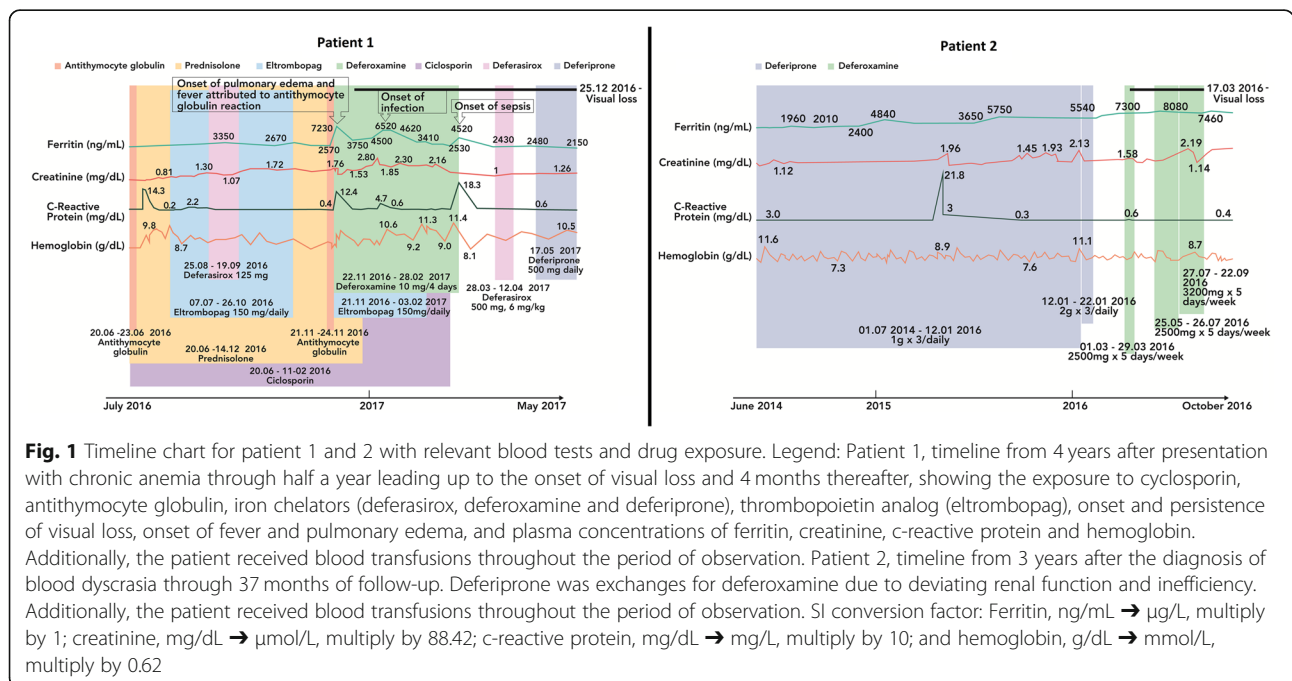 Patient 1
Antithymocyte globulin Prednisolone Eltrombopag Deferoxamine Ciclosporin Deferasirox Deferiprone
Onset of pulmonary edema and
fever attributed to antithymocyte
globulin reaction
Onset of
infection
Onset of sepsis
25.12 2016 -
Visual loss
Ferritin (ng/mL)
3350 2670 7230 2570 3750 6520 4500 4620 3410 4520 2530 2430 2480 2150
Creatinine (mg/dL)
0.81 1.30 1.07 1.72 1.76 1.53 2.80 1.85 2.30 2.16 1 1.26
C-Reactive
Protein (mg/dL)
14.3 0.2 2.2 0.4 12.4 4.7 0.6 18.3 0.6
Hemoglobin (g/dL)
9.8 8.7 10.6 9.2 11.3 9.0 11.4 8.1 10.5
25.08 - 19.09 2016
Deferasirox 125 mg
22.11 2016 - 28.02 2017
Deferoxamine 10 mg/4 days
17.05 2017
Deferiprone
500 mg daily
07.07 - 26.10 2016
Eltrombopag 150 mg/daily
21.11 2016 - 03.02 2017
Eltrombopag 150mg/daily
28.03 - 12.04 2017
Deferasirox
500 mg, 6 mg/kg
20.06 -23.06 2016
Antithymocyte
globulin
21.11 -24.11 2016
Antithymocyte
globulin
20.06 -14.12 2016
Prednisolone
20.06 - 11-02 2016
Ciclosporin
July 2016 2017 May 2017
Patient 2
Deferiprone Deferoxamine
17.03 2016 -
Visual loss
Ferritin (ng/mL)
1960 2010 2400 4840 3650 5750 5540 7300 8080 7460
Creatinine (mg/dL)
1.12 1.96 1.45 1.93 2.13 1.58 2.19 1.14
C-Reactive
Protein (mg/dL)
3.0 21.8 3 0.3 0.6 0.4
Hemoglobin (g/dL)
11.6 7.3 8.9 7.6 11.1 8.7
27.07 - 22.09
2016
3200mg x 5
days/week
12.01 - 22.01 2016
2g x 3/daily
01.07 2014 - 12.01 2016
1g x 3/daily
25.05 - 26.07 2016
2500mg x 5 days/week
01.03 - 29.03 2016
2500mg x 5 days/week
June 2014 2015 2016 October 2016
Fig. 1 Timeline chart for patient 1 and 2 with relevant blood tests and drug exposure. Legend: Patient 1, timeline from 4 years after presentation
with chronic anemia through half a year leading up to the onset of visual loss and 4 months thereafter, showing the exposure to cyclosporin,
antithymocyte globulin, iron chelators (deferasirox, deferoxamine and deferiprone), thrombopoietin analog (eltrombopag), onset and persistence
of visual loss, onset of fever and pulmonary edema, and plasma concentrations of ferritin, creatinine, c-reactive protein and hemoglobin.
Additionally, the patient received blood transfusions throughout the period of observation. Patient 2, timeline from 3 years after the diagnosis of
blood dyscrasia through 37 months of follow-up. Deferiprone was exchanges for deferoxamine due to deviating renal function and inefficiency.
Additionally, the patient received blood transfusions throughout the period of observation. SI conversion factor: Ferritin, ng/mL ➔ μg/L, multiply
by 1; creatinine, mg/dL ➔ μmol/L, multiply by 88.42; c-reactive protein, mg/dL ➔ mg/L, multiply by 10; and hemoglobin, g/dL ➔ mmol/L,
multiply by 0.62